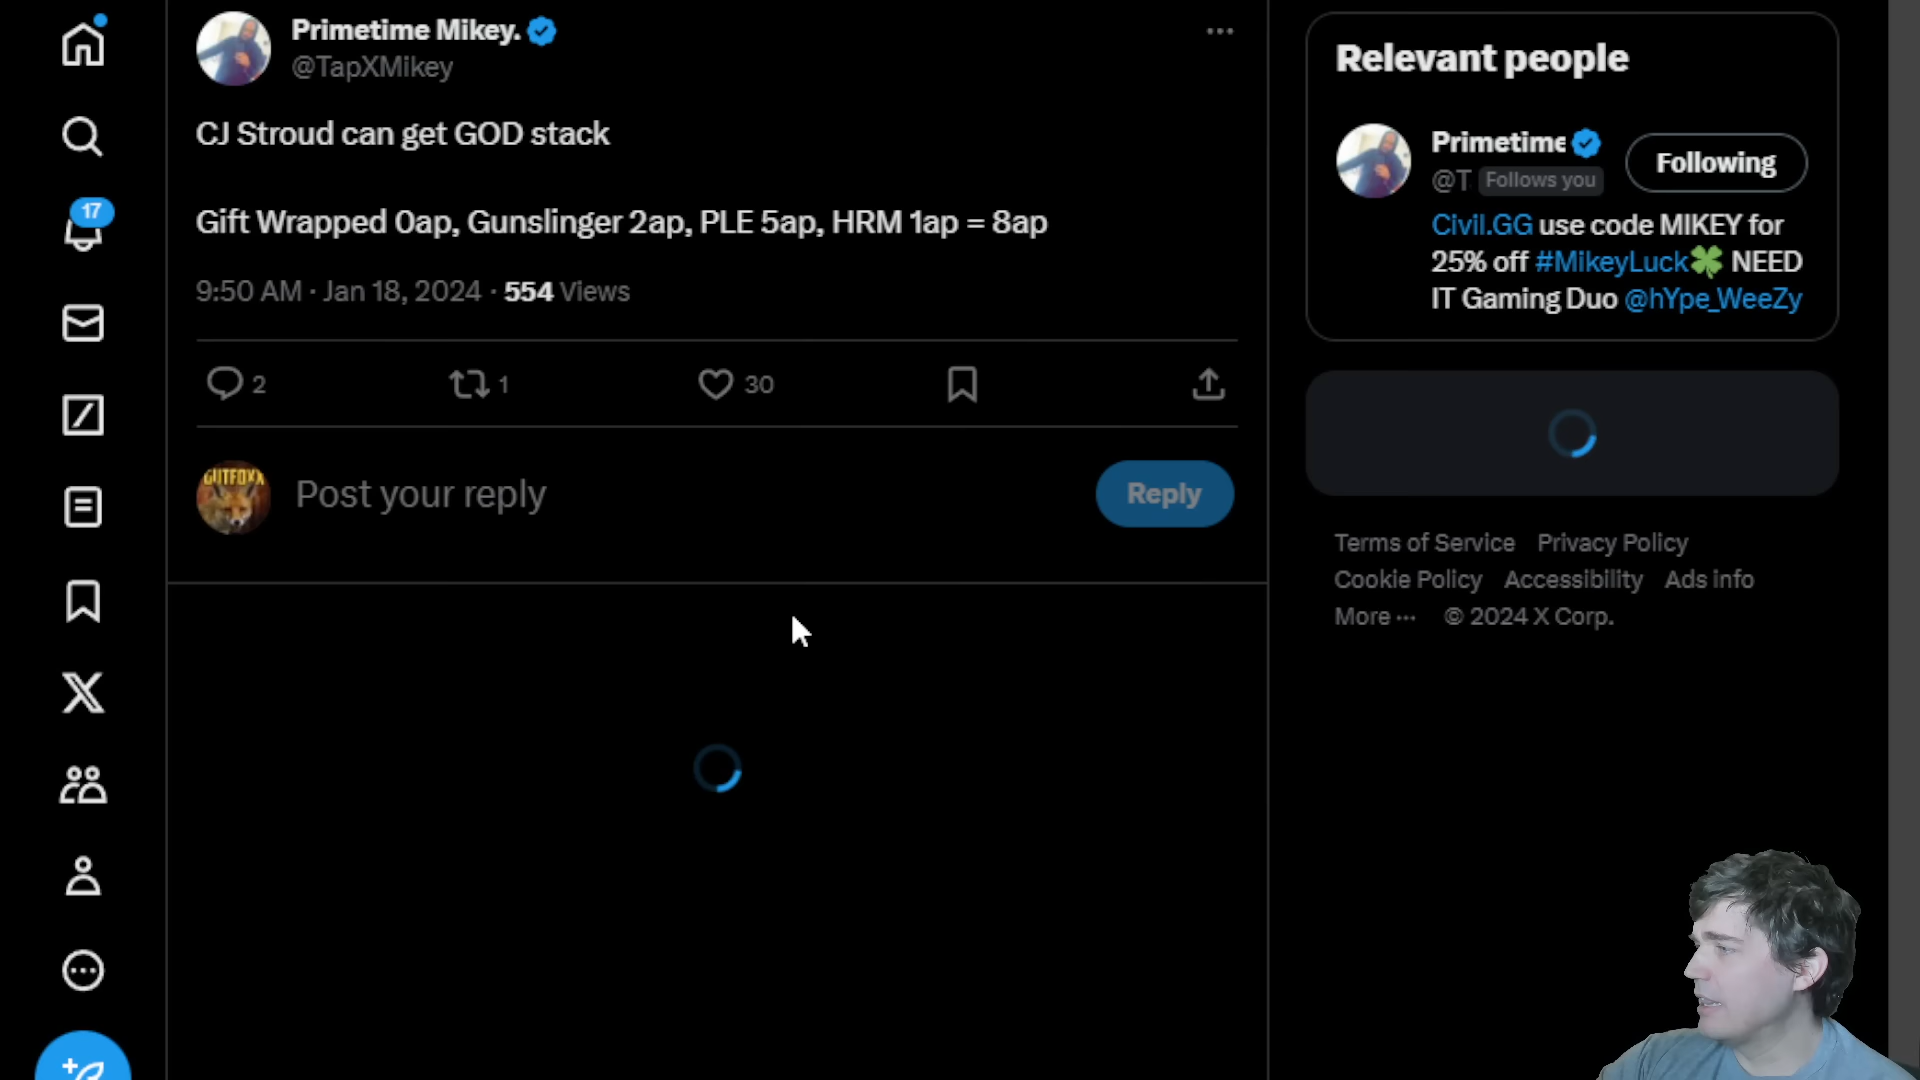 Primetime Mikey.
@TapXMikey
CJ Stroud can get GOD stack
Gift Wrapped 0ap, Gunslinger 2ap, PLE 5ap, HRM 1ap = 8ap
9:50 AM · Jan 18, 2024 · 554 Views
2
1
30
GUTFOXX
Post your reply
Reply
17
Relevant people
Primetime
Following
@T
Follows you
Civil.GG use code MIKEY for
25% off #MikeyLuck🍀 NEED
IT Gaming Duo @hYpe_WeeZy
Terms of Service Privacy Policy
Cookie Policy Accessibility Ads info
More ··· © 2024 X Corp.